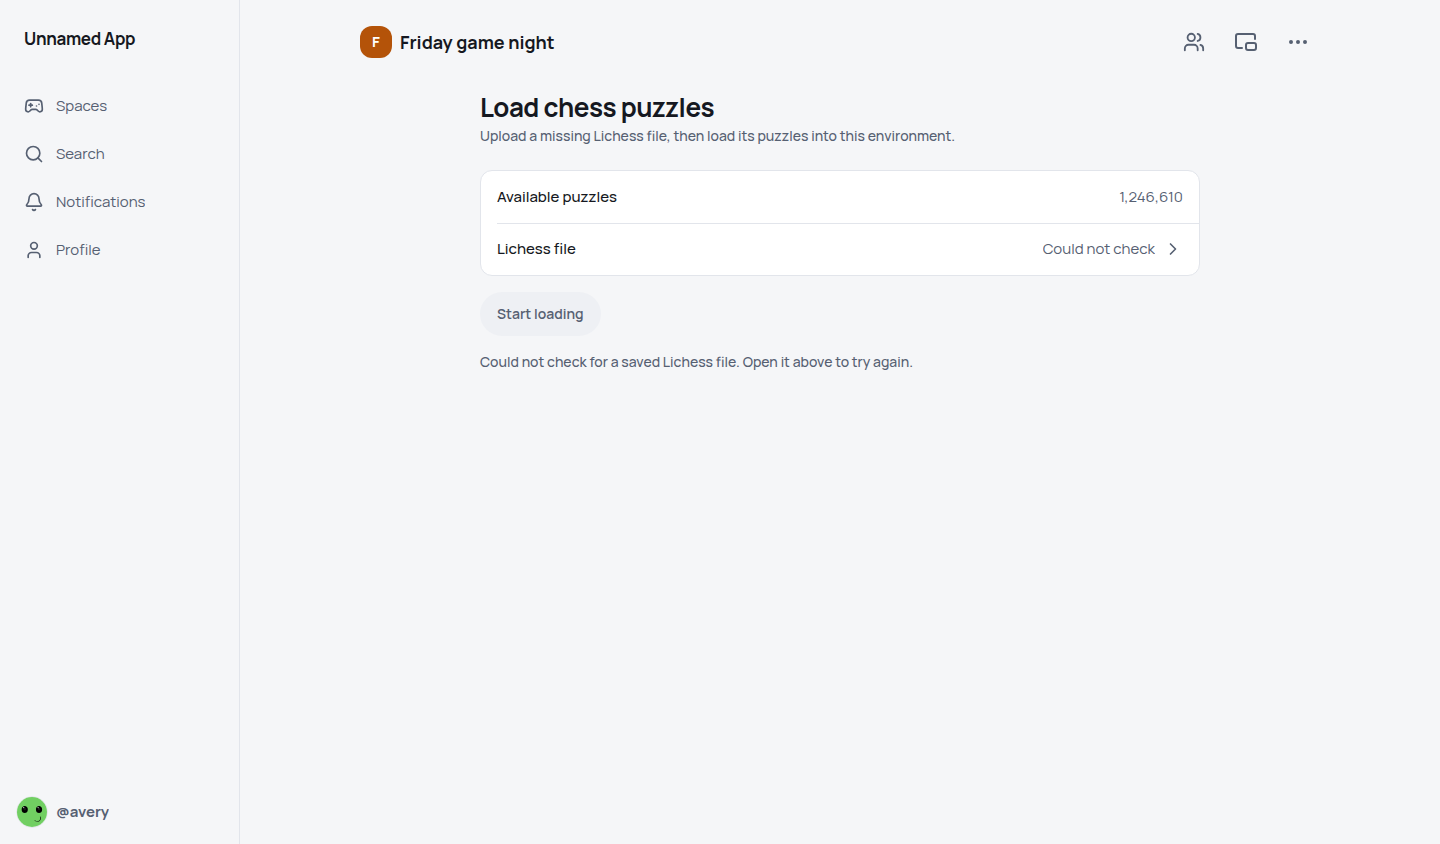 Unnamed App
Spaces
Search
Notifications
Profile
@avery
F
Friday game night
Load chess puzzles
Upload a missing Lichess file, then load its puzzles into this environment.
Available puzzles
1,246,610
Lichess file
Could not check
Start loading
Could not check for a saved Lichess file. Open it above to try again.